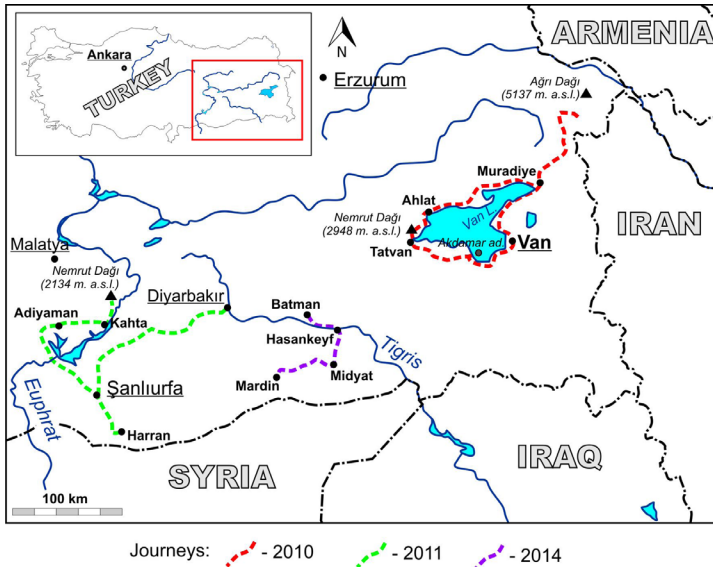 ARMENIA
Ankara
TURKEY
N
Erzurum
Ağrı Dağı
(5137 m. a.s.l.)
Muradiye
IRAN
Ahlat
Van L.
Nemrut Dağı
(2948 m. a.s.l.)
Akdamar ad.
Van
Tatvan
Malatya
Nemrut Dağı
(2134 m. a.s.l.)
Diyarbakır
Batman
Adiyaman
Kahta
Hasankeyf
Tigris
Midyat
Mardin
Euphrat
Şanlıurfa
Harran
SYRIA
IRAQ
100 km
Journeys: - 2010 - 2011 - 2014